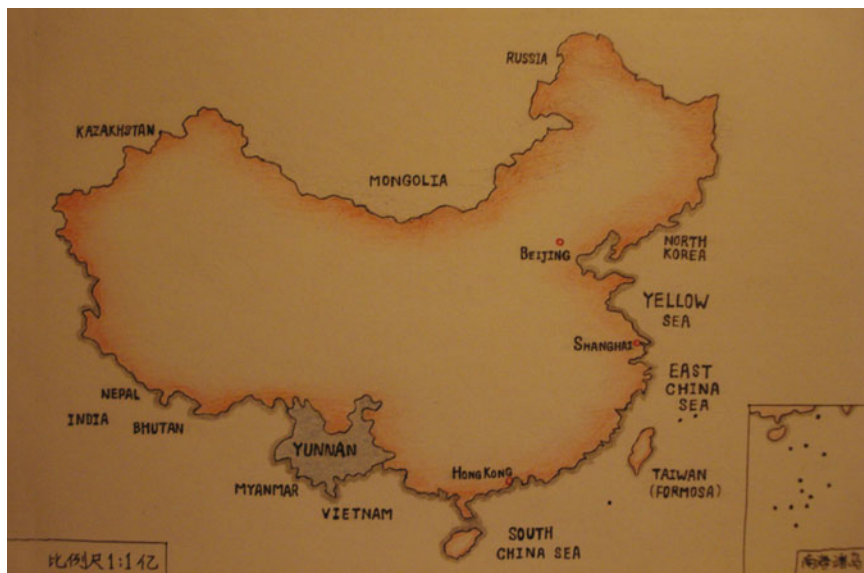 RUSSIA
KAZAKHSTAN
MONGOLIA
BEIJING
NORTH
KOREA
YELLOW
SEA
SHANGHAI
EAST
CHINA
SEA
NEPAL
INDIA
BHUTAN
YUNNAN
HONG KONG
TAIWAN
(FORMOSA)
MYANMAR
VIETNAM
SOUTH
CHINA SEA
比例尺1:1亿
南海诸岛